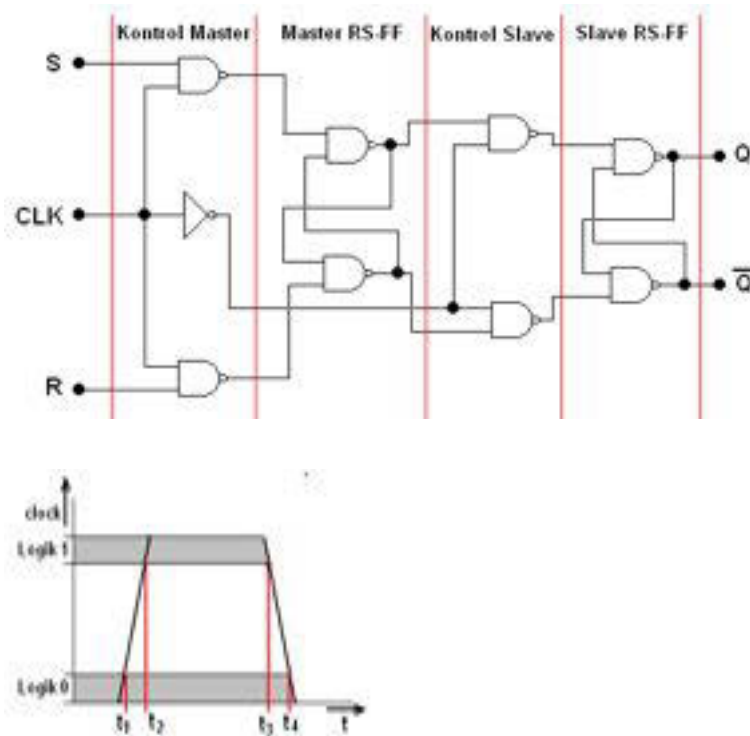 Kontrol Master Master RS-FF Kontrol Slave Slave RS-FF
S
Q
CLK
Q̅
R
clock
Logik 1
Logik 0
t1 t2 t3 t4 t